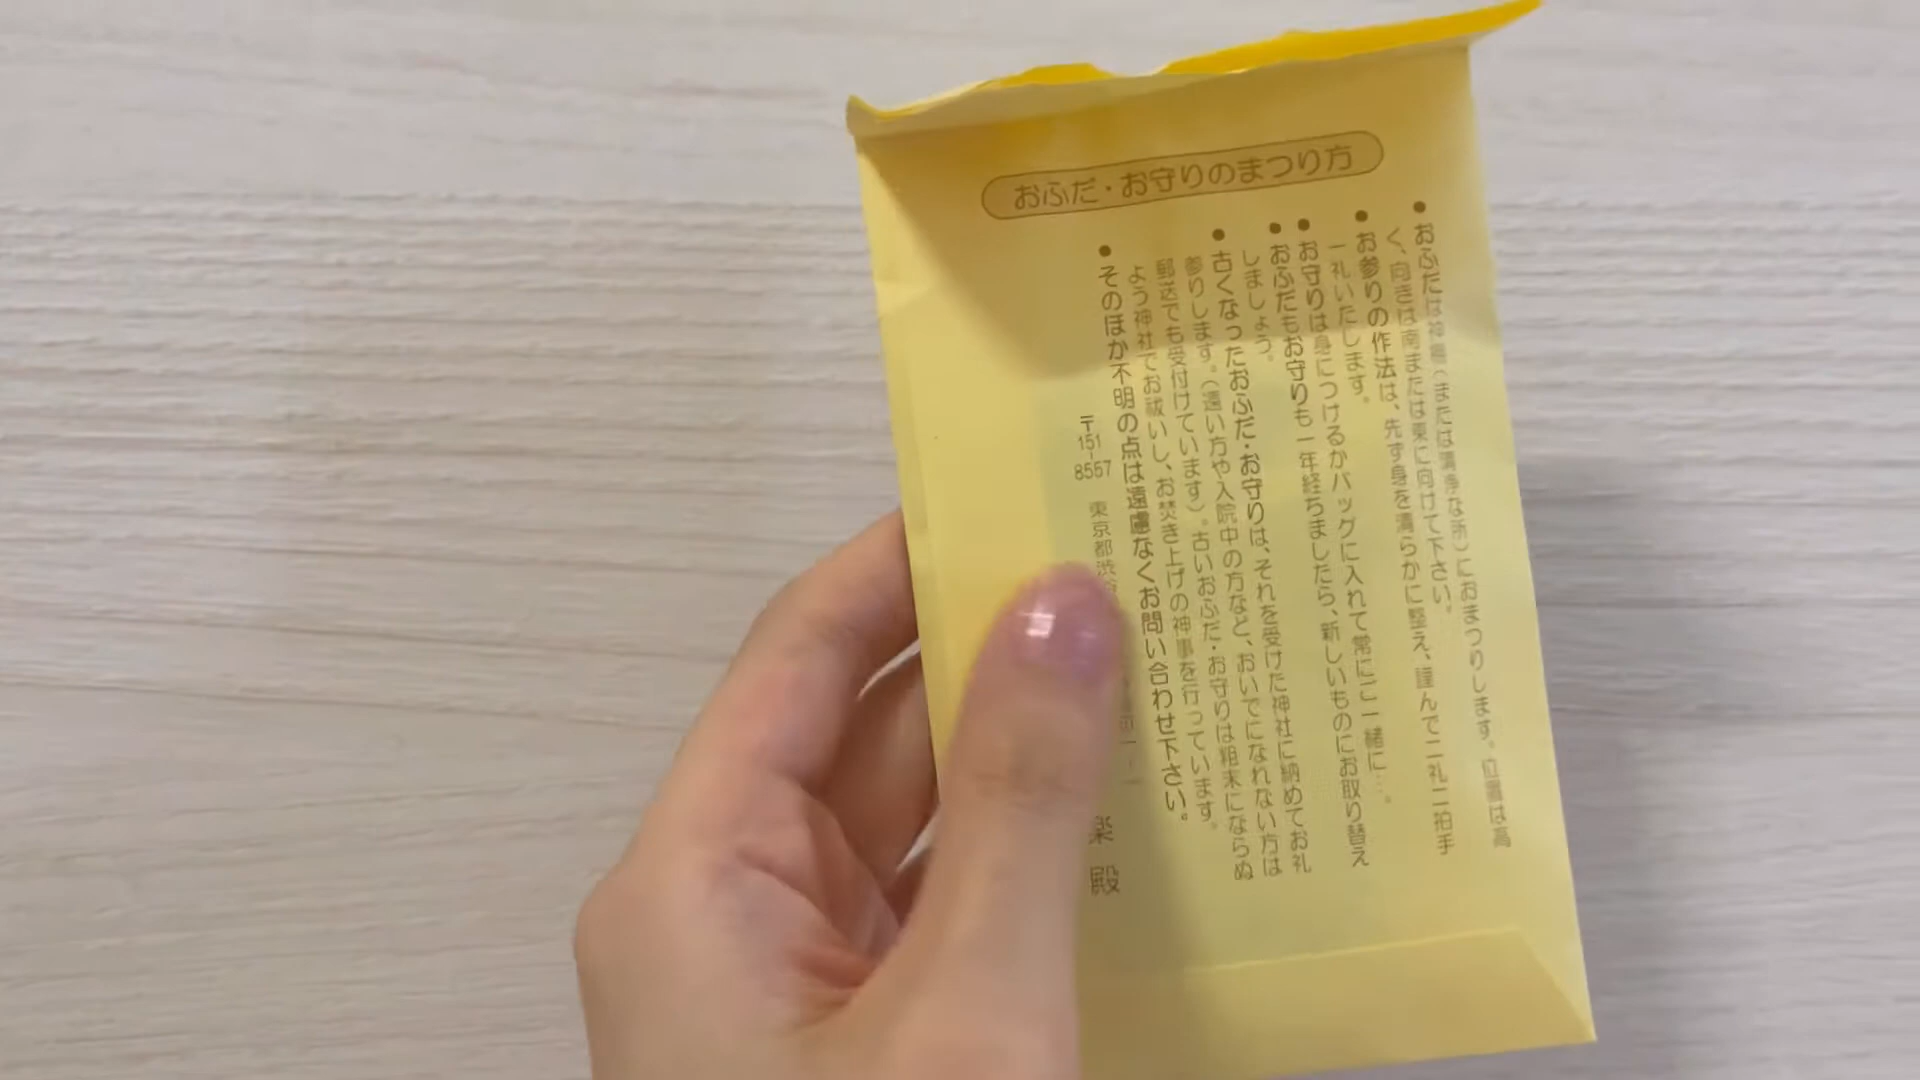 おふだ・お守りのまつり方
●おふだは神棚(または清浄な所)におまつりします。位置は高
く、向きは南または東に向けて下さい。
●お参りの作法は、先ず身を清らかに整え、謹んで二礼二拍手
一礼いたします。
●お守りは身につけるかバッグに入れて常にご一緒に…。
●おふだもお守りも一年経ちましたら、新しいものにお取り替え
しましょう。
●古くなったおふだ・お守りは、それを受けた神社に納めてお礼
参りします。(遠い方や入院中の方など、おいでになれない方は
郵送でも受付けています)。古いおふだ・お守りは粗末にならぬ
よう神社でお祓いし、お焚き上げの神事を行っています。
●そのほか不明の点は遠慮なくお問い合わせ下さい。
〒151-8557 東京都渋谷
殿